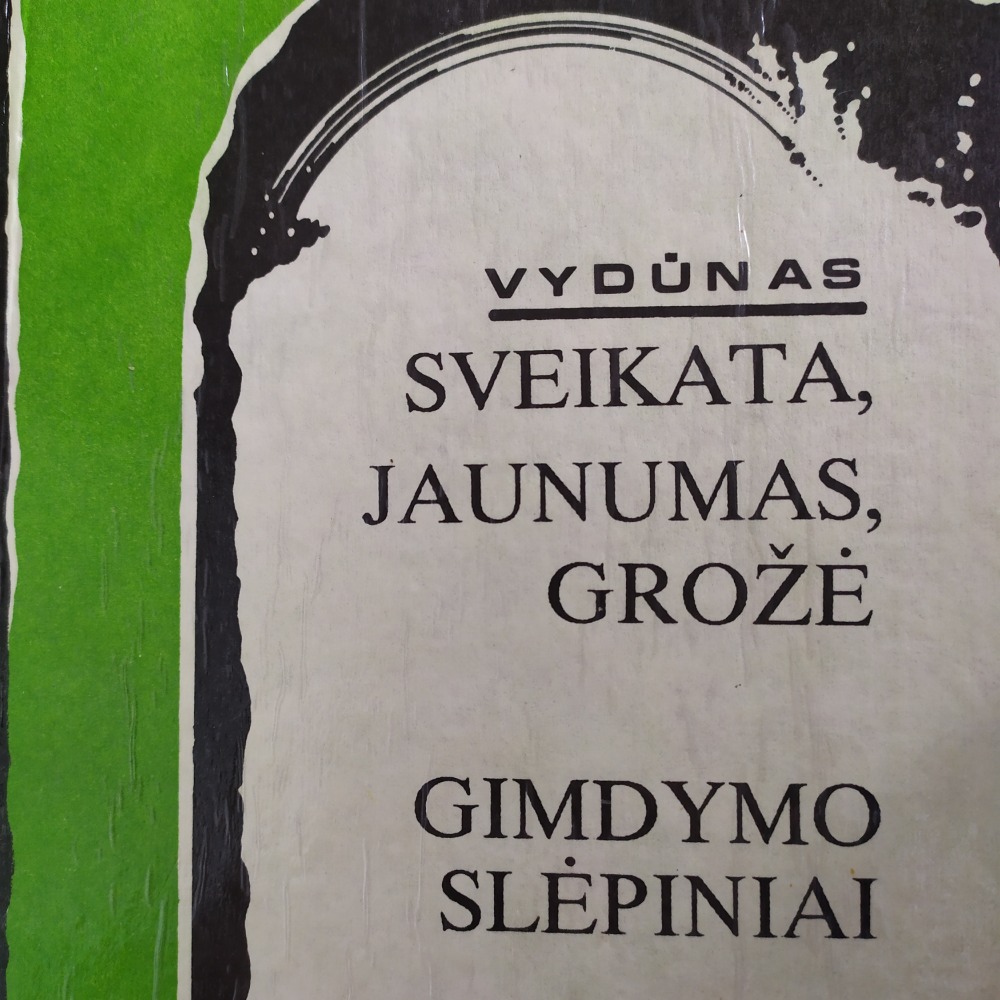 VYDŪNAS
SVEIKATA,
JAUNUMAS,
GROŽĖ
GIMDYMO
SLĖPINIAI